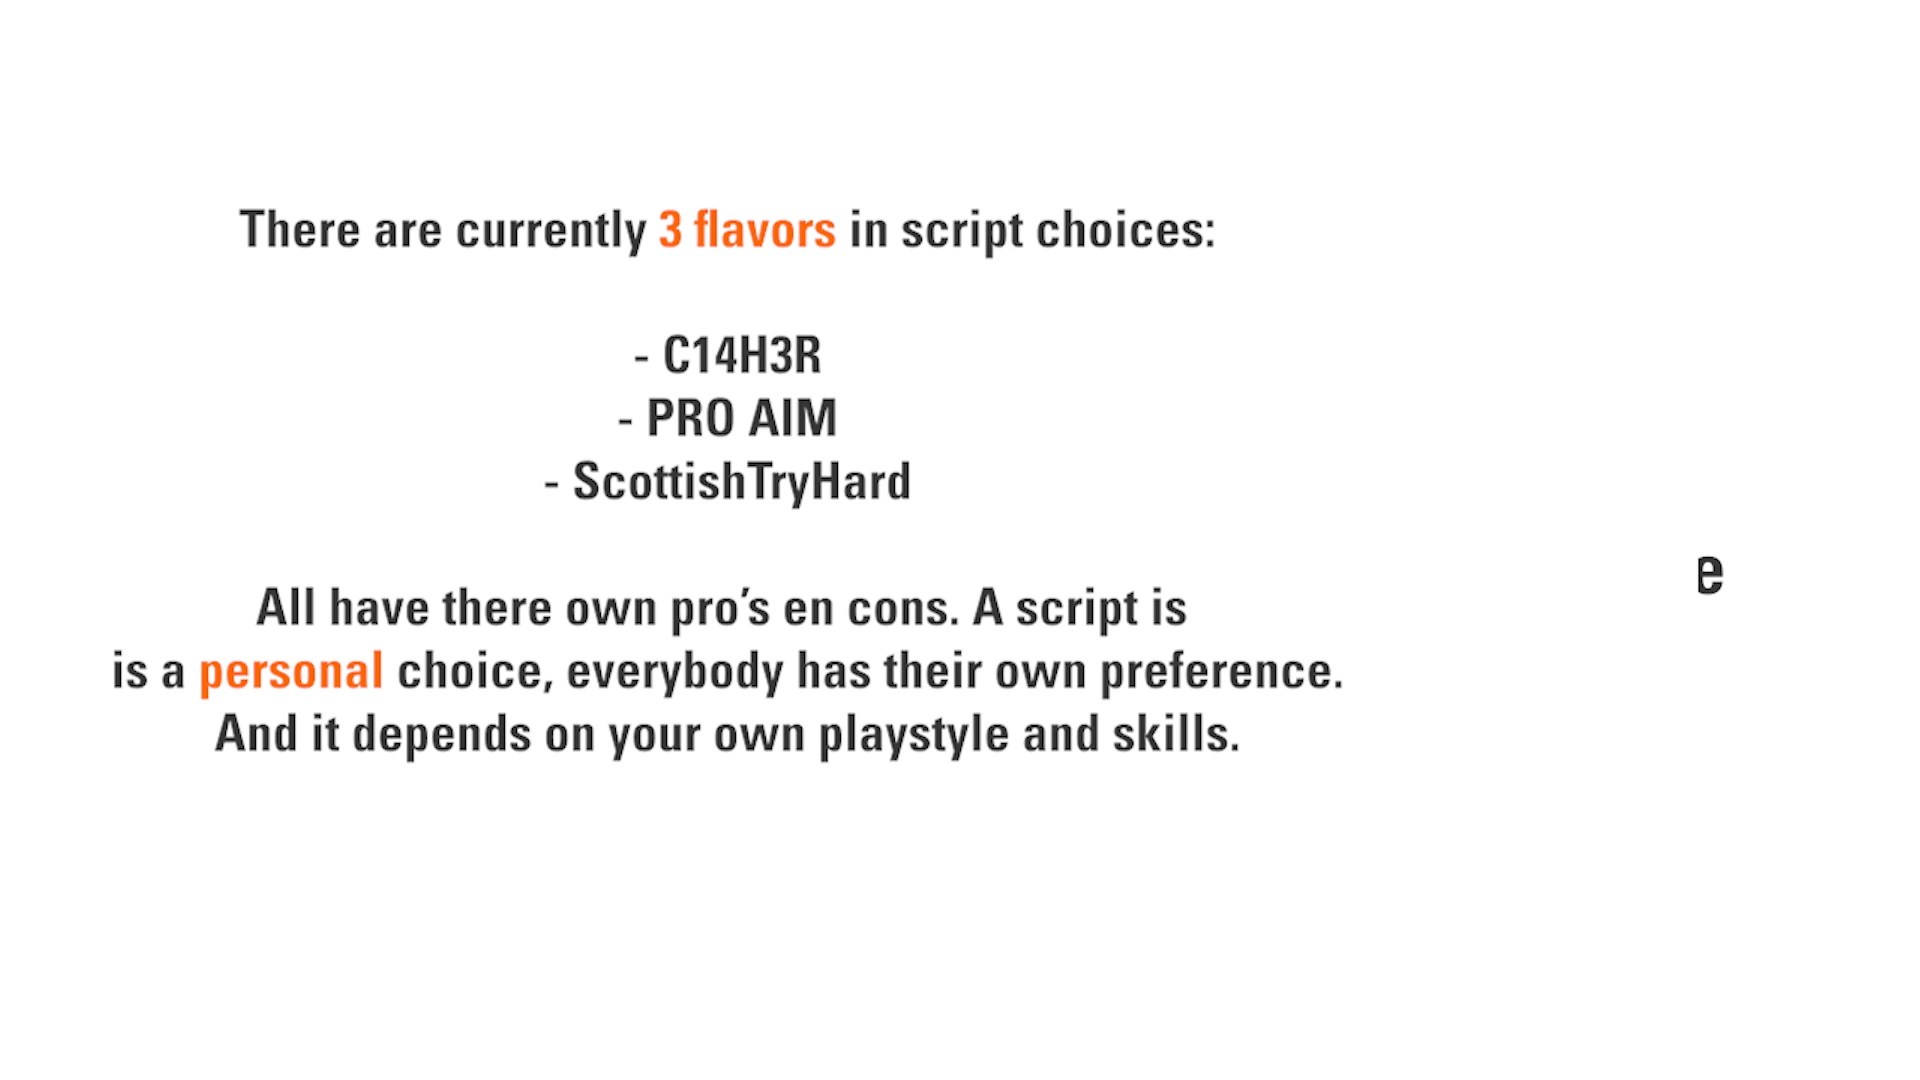 There are currently 3 flavors in script choices:
- C14H3R
- PRO AIM
- ScottishTryHard
e
All have there own pro’s en cons. A script is
is a personal choice, everybody has their own preference.
And it depends on your own playstyle and skills.